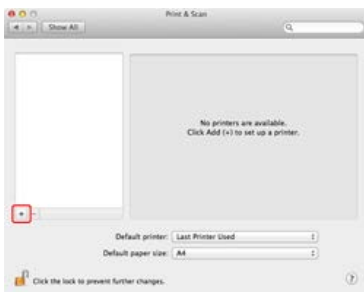 Print & Scan
Show All
No printers are available.
Click Add (+) to set up a printer.
+ -
Default printer: Last Printer Used
Default paper size: A4
Click the lock to prevent further changes.
?